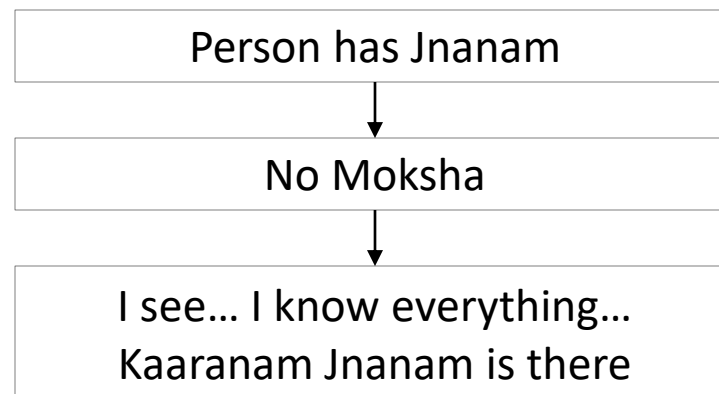 Person has Jnanam
No Moksha
I see... I know everything...
Kaaranam Jnanam is there